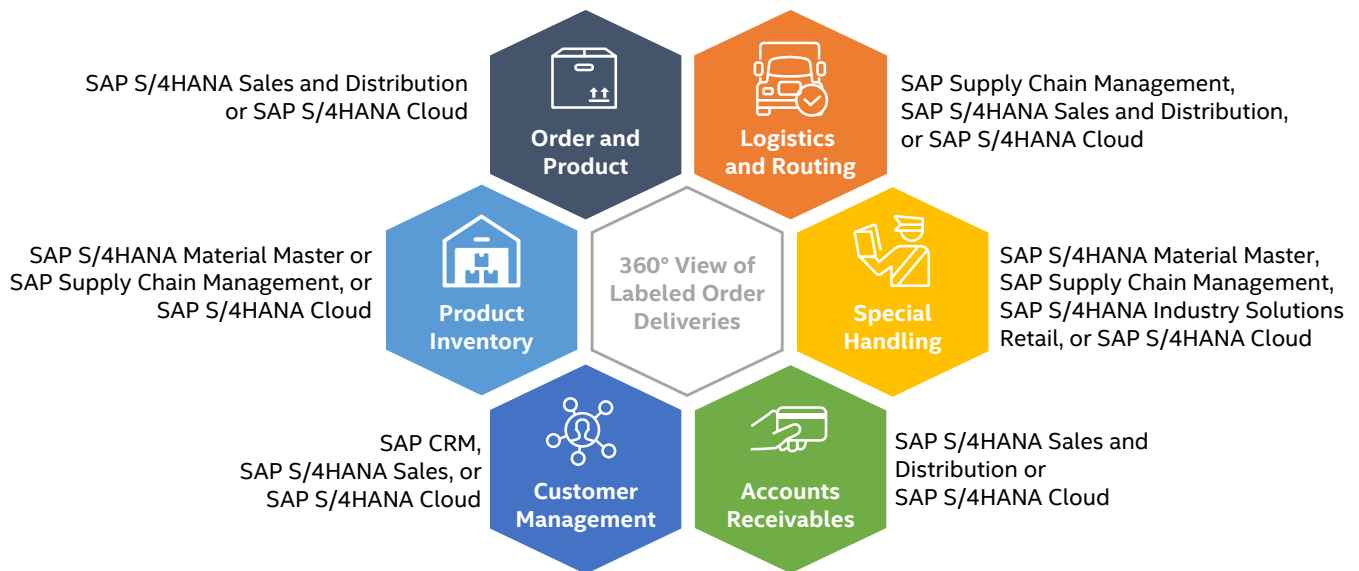 SAP S/4HANA Sales and Distribution
or SAP S/4HANA Cloud
Order and
Product
Logistics
and Routing
SAP Supply Chain Management,
SAP S/4HANA Sales and Distribution,
or SAP S/4HANA Cloud
SAP S/4HANA Material Master or
SAP Supply Chain Management, or
SAP S/4HANA Cloud
Product
Inventory
360° View of
Labeled Order
Deliveries
Special
Handling
SAP S/4HANA Material Master,
SAP Supply Chain Management,
SAP S/4HANA Industry Solutions
Retail, or SAP S/4HANA Cloud
SAP CRM,
SAP S/4HANA Sales, or
SAP S/4HANA Cloud
Customer
Management
Accounts
Receivables
SAP S/4HANA Sales and
Distribution or
SAP S/4HANA Cloud